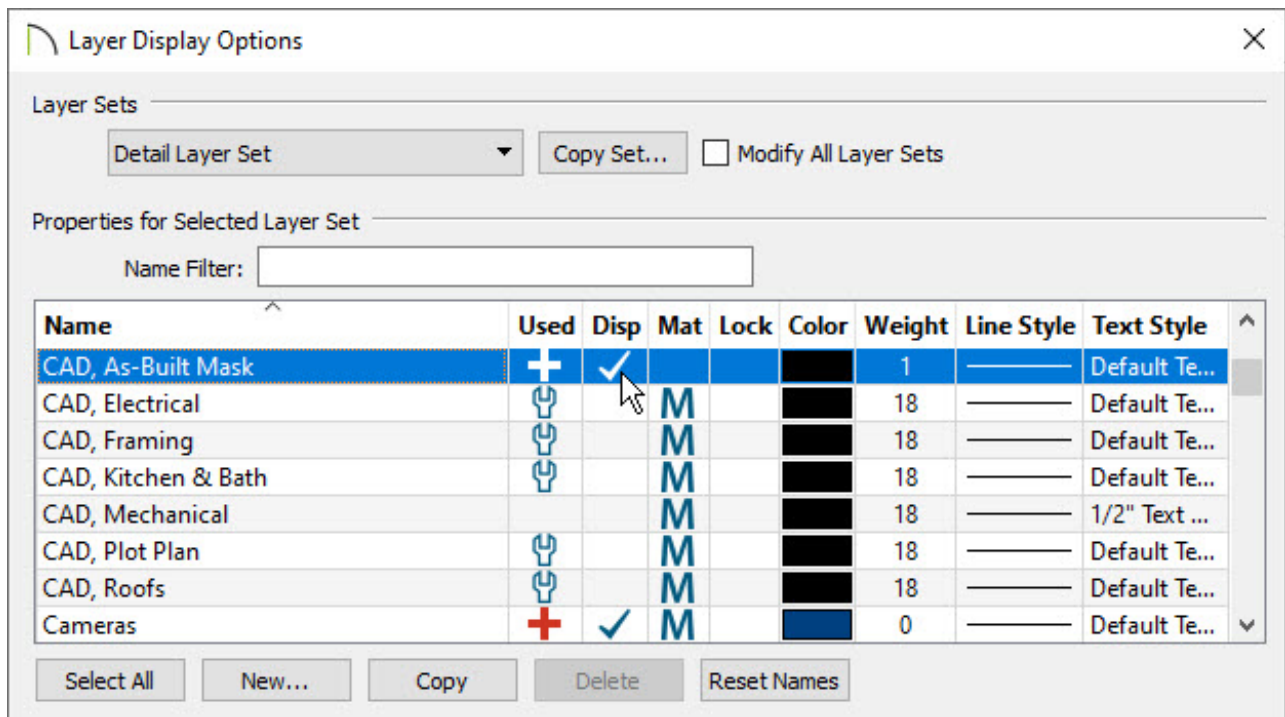 Layer Display Options
Layer Sets
Detail Layer Set Copy Set... Modify All Layer Sets
Properties for Selected Layer Set
Name Filter:
Name Used Disp Mat Lock Color Weight Line Style Text Style
CAD, As-Built Mask 1 Default Te...
CAD, Electrical M 18 Default Te...
CAD, Framing M 18 Default Te...
CAD, Kitchen & Bath M 18 Default Te...
CAD, Mechanical M 18 1/2" Text ...
CAD, Plot Plan M 18 Default Te...
CAD, Roofs M 18 Default Te...
Cameras M 0 Default Te...
Select All New... Copy Delete Reset Names